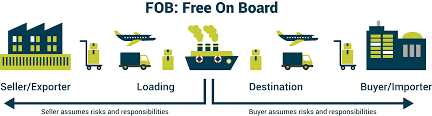 FOB: Free On Board
Seller/Exporter
Loading
Destination
Buyer/Importer
Seller assumes risks and responsibilities
Buyer assumes risks and responsibilities